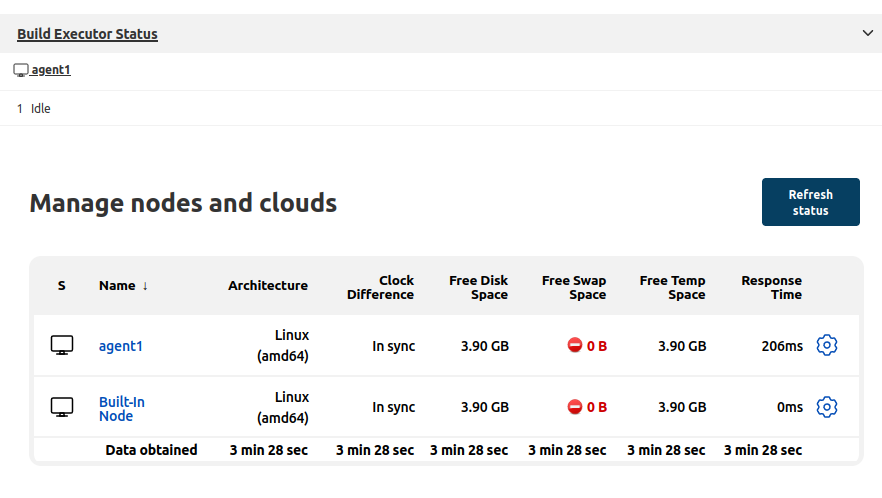 Build Executor Status
agent1
1 Idle
Manage nodes and clouds
Refresh
status
S Name ↓ Architecture Clock Difference Free Disk Space Free Swap Space Free Temp Space Response Time
agent1 Linux (amd64) In sync 3.90 GB 0 B 3.90 GB 206ms
Built-In Node Linux (amd64) In sync 3.90 GB 0 B 3.90 GB 0ms
Data obtained 3 min 28 sec 3 min 28 sec 3 min 28 sec 3 min 28 sec 3 min 28 sec 3 min 28 sec